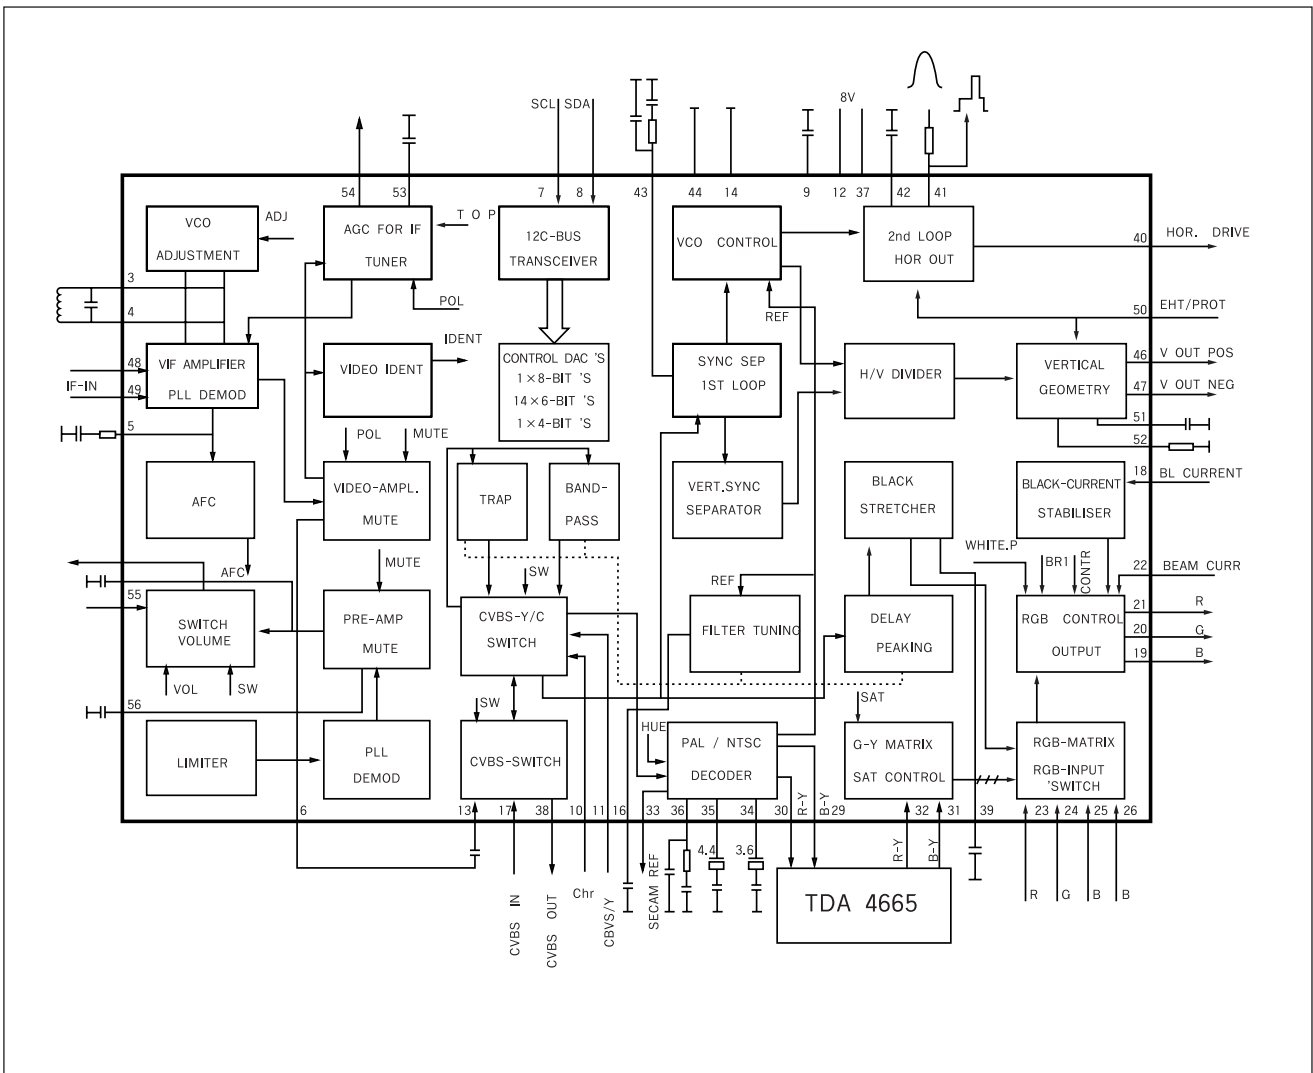 8V
SCL SDA
54
53
7
8
43
44
14
9
12
37
42
41
VCO
ADJUSTMENT
ADJ
AGC FOR IF
TUNER
T O P
12C-BUS
TRANSCEIVER
VCO CONTROL
2nd LOOP
HOR OUT
40
HOR. DRIVE
3
4
POL
REF
50
EHT/PROT
IDENT
48
IF-IN
49
VIF AMPLIFIER
PLL DEMOD
VIDEO IDENT
CONTROL DAC 'S
1×8-BIT 'S
14×6-BIT 'S
1×4-BIT 'S
SYNC SEP
1ST LOOP
H/V DIVIDER
VERTICAL
GEOMETRY
46
V OUT POS
47
V OUT NEG
51
52
5
POL
MUTE
AFC
VIDEO-AMPL.
MUTE
TRAP
BAND-
PASS
VERT.SYNC
SEPARATOR
BLACK
STRETCHER
BLACK-CURRENT
STABILISER
18
BL CURRENT
AFC
MUTE
SW
REF
WHITE.P
BR1
CONTR
22
BEAM CURR
55
SWITCH
VOLUME
PRE-AMP
MUTE
CVBS-Y/C
SWITCH
FILTER TUNING
DELAY
PEAKING
RGB CONTROL
OUTPUT
21
R
20
G
19
B
VOL
SW
56
SW
HUE
SAT
LIMITER
PLL
DEMOD
CVBS-SWITCH
PAL / NTSC
DECODER
G-Y MATRIX
SAT CONTROL
RGB-MATRIX
RGB-INPUT
'SWITCH
6
13
17
38
10
11
16
33
36
35
34
30
R-Y
B-Y
29
32
31
39
23
24
25
26
4.4
3.6
R-Y
B-Y
CVBS IN
CVBS OUT
Chr
CBVS/Y
SECAM REF
TDA 4665
R
G
B
B